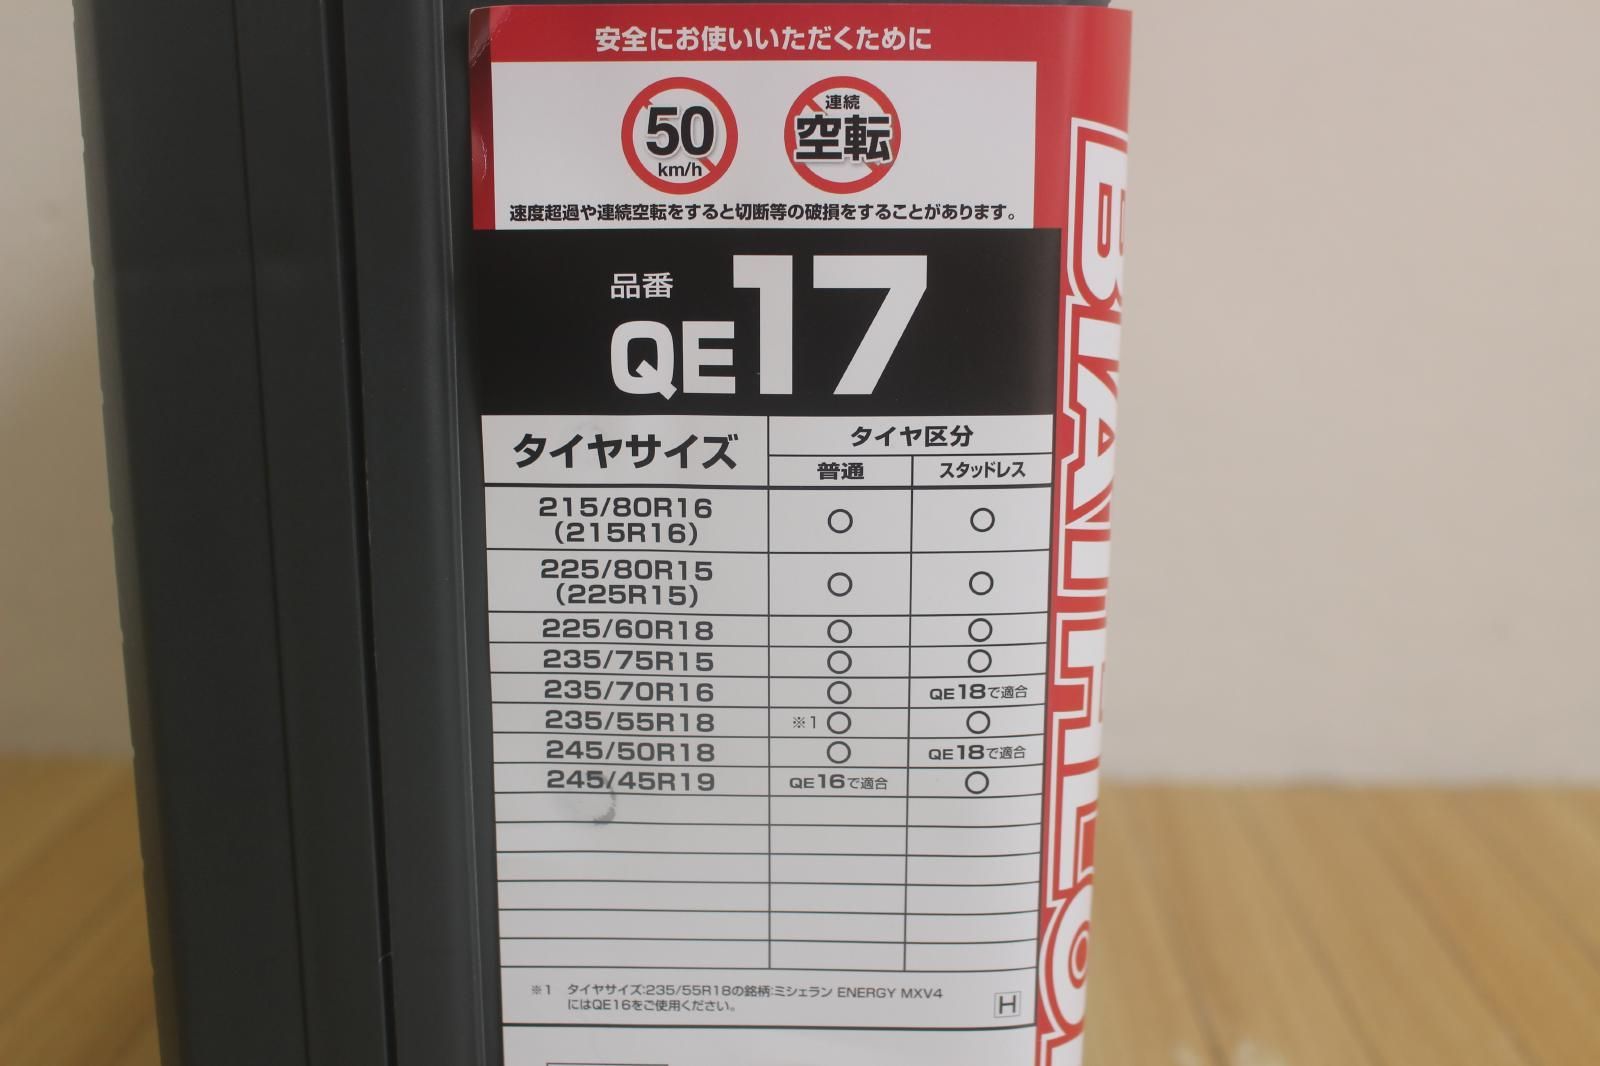 安全にお使いいただくために
50
km/h
連続
空転
速度超過や連続空転をすると切断等の破損をすることがあります。
品番
QE17
タイヤサイズ
タイヤ区分
普通
スタッドレス
215/80R16
(215R16)
○ ○
225/80R15
(225R15)
○ ○
225/60R18 ○ ○
235/75R15 ○ ○
235/70R16 ○ QE18で適合
235/55R18 ※1○ ○
245/50R18 ○ QE18で適合
245/45R19 QE16で適合 ○
※1 タイヤサイズ:235/55R18の銘柄:ミシェラン ENERGY MXV4
にはQE16をご使用ください。
H